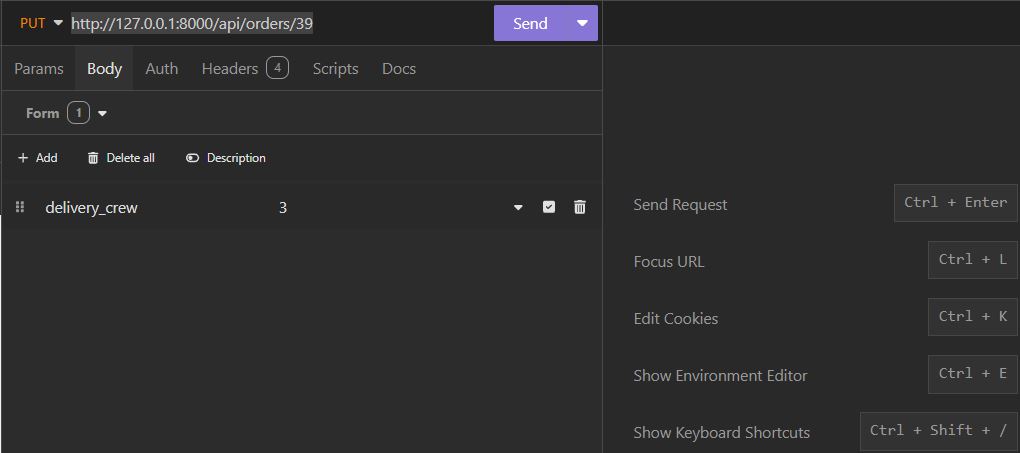 PUT http://127.0.0.1:8000/api/orders/39 Send
Params Body Auth Headers 4 Scripts Docs
Form 1
+ Add Delete all Description
delivery_crew 3
Send Request Ctrl + Enter
Focus URL Ctrl + L
Edit Cookies Ctrl + K
Show Environment Editor Ctrl + E
Show Keyboard Shortcuts Ctrl + Shift + /